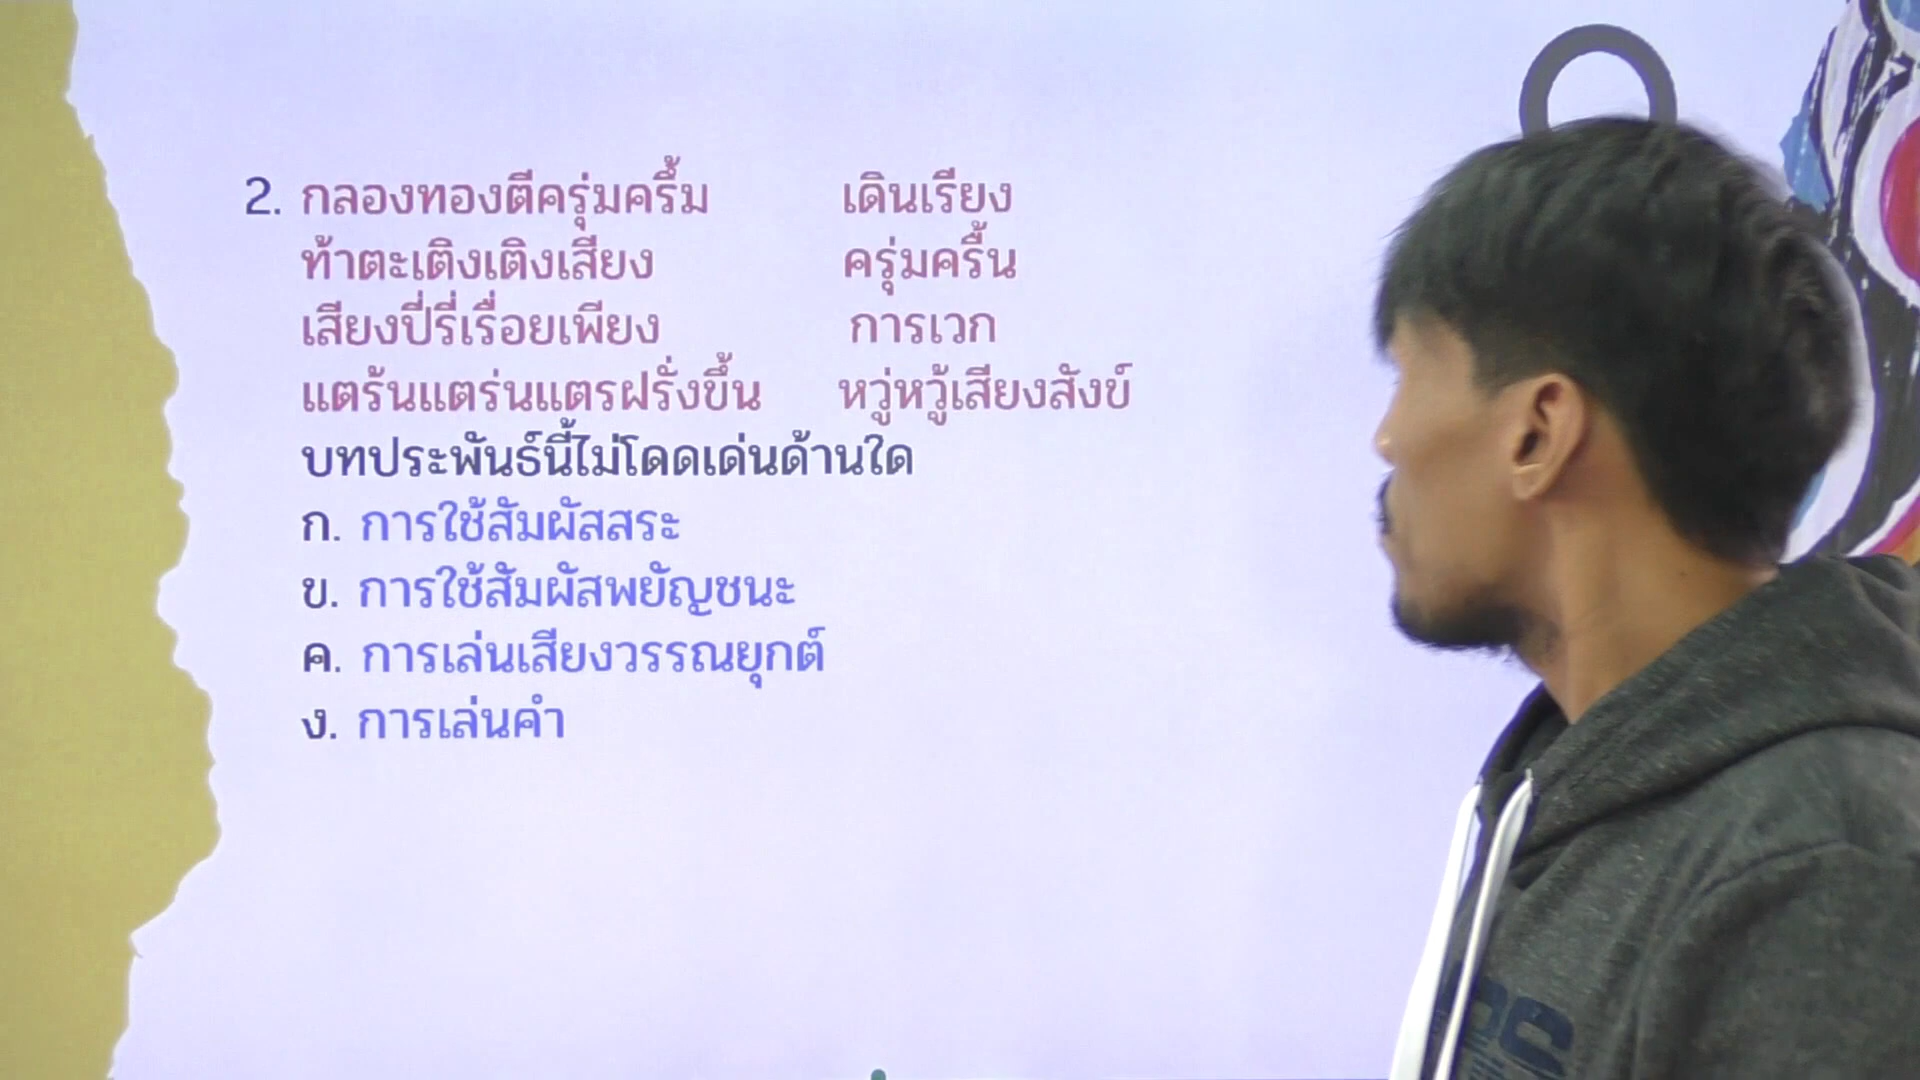 2. กลองทองตีครุ่มครึ้ม เดินเรียง
ท้าตะเติงเติงเสียง ครุ่มครื้น
เสียงปี่รี่เรื่อยเพียง การเวก
แตร้นแตร่นแตรฝรั่งขึ้น หวู่หวู้เสียงสังข์
บทประพันธ์นี้ไม่โดดเด่นด้านใด
ก. การใช้สัมผัสสระ
ข. การใช้สัมผัสพยัญชนะ
ค. การเล่นเสียงวรรณยุกต์
ง. การเล่นคำ